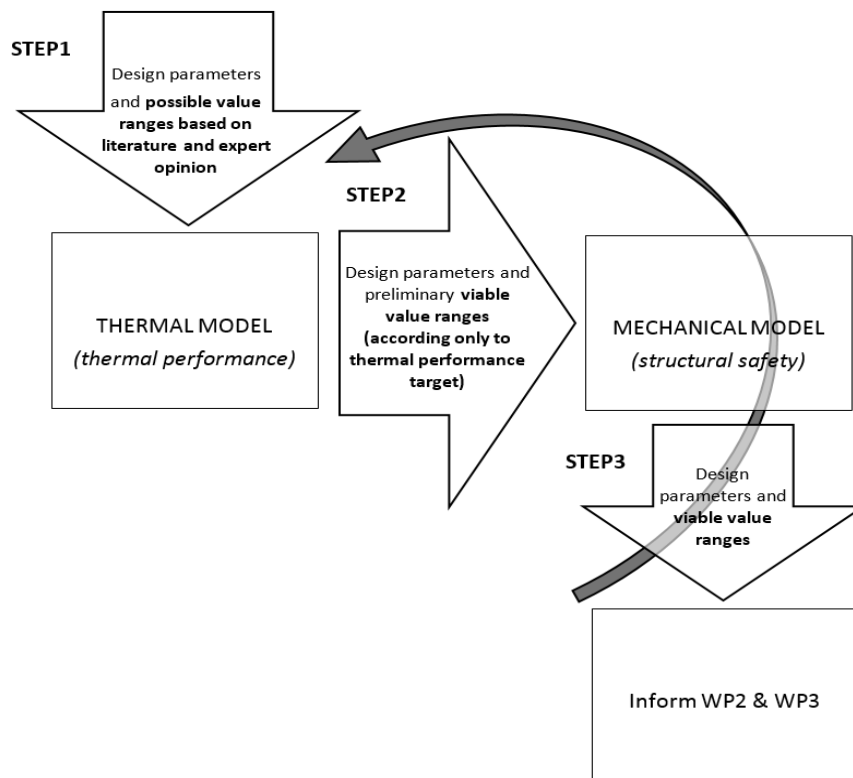 STEP1
Design parameters
and possible value
ranges based on
literature and expert
opinion
STEP2
Design parameters and
preliminary viable
value ranges
(according only to
thermal performance
target)
THERMAL MODEL
(thermal performance)
MECHANICAL MODEL
(structural safety)
STEP3
Design
parameters and
viable value
ranges
Inform WP2 & WP3